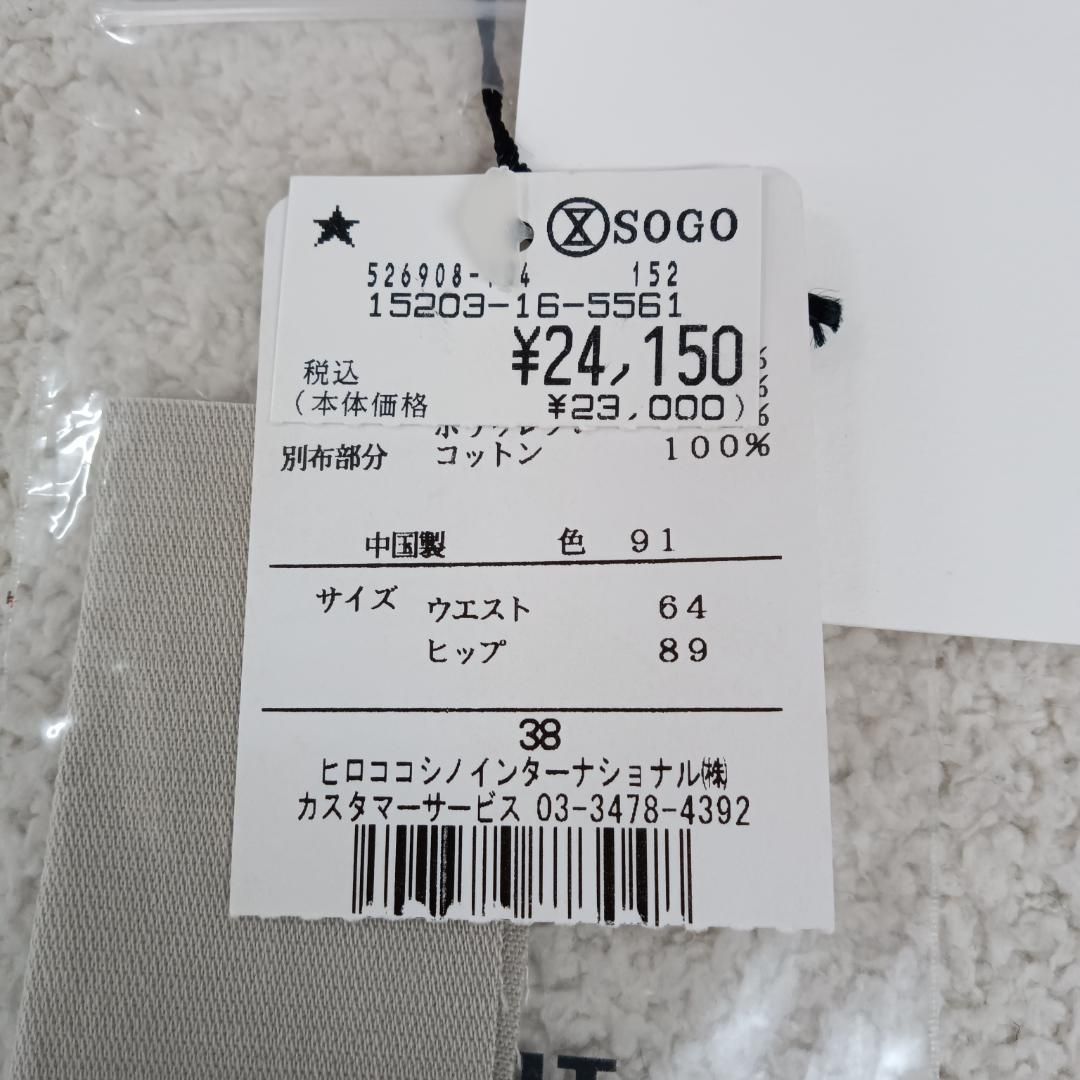 ★ SOGO
152
15203-16-5561
¥24,150
税込
(本体価格 ¥23,000)
別布部分 コットン 100%
中国製 色 91
サイズ ウエスト 64
ヒップ 89
38
ヒロココシノインターナショナル㈱
カスタマーサービス 03-3478-4392